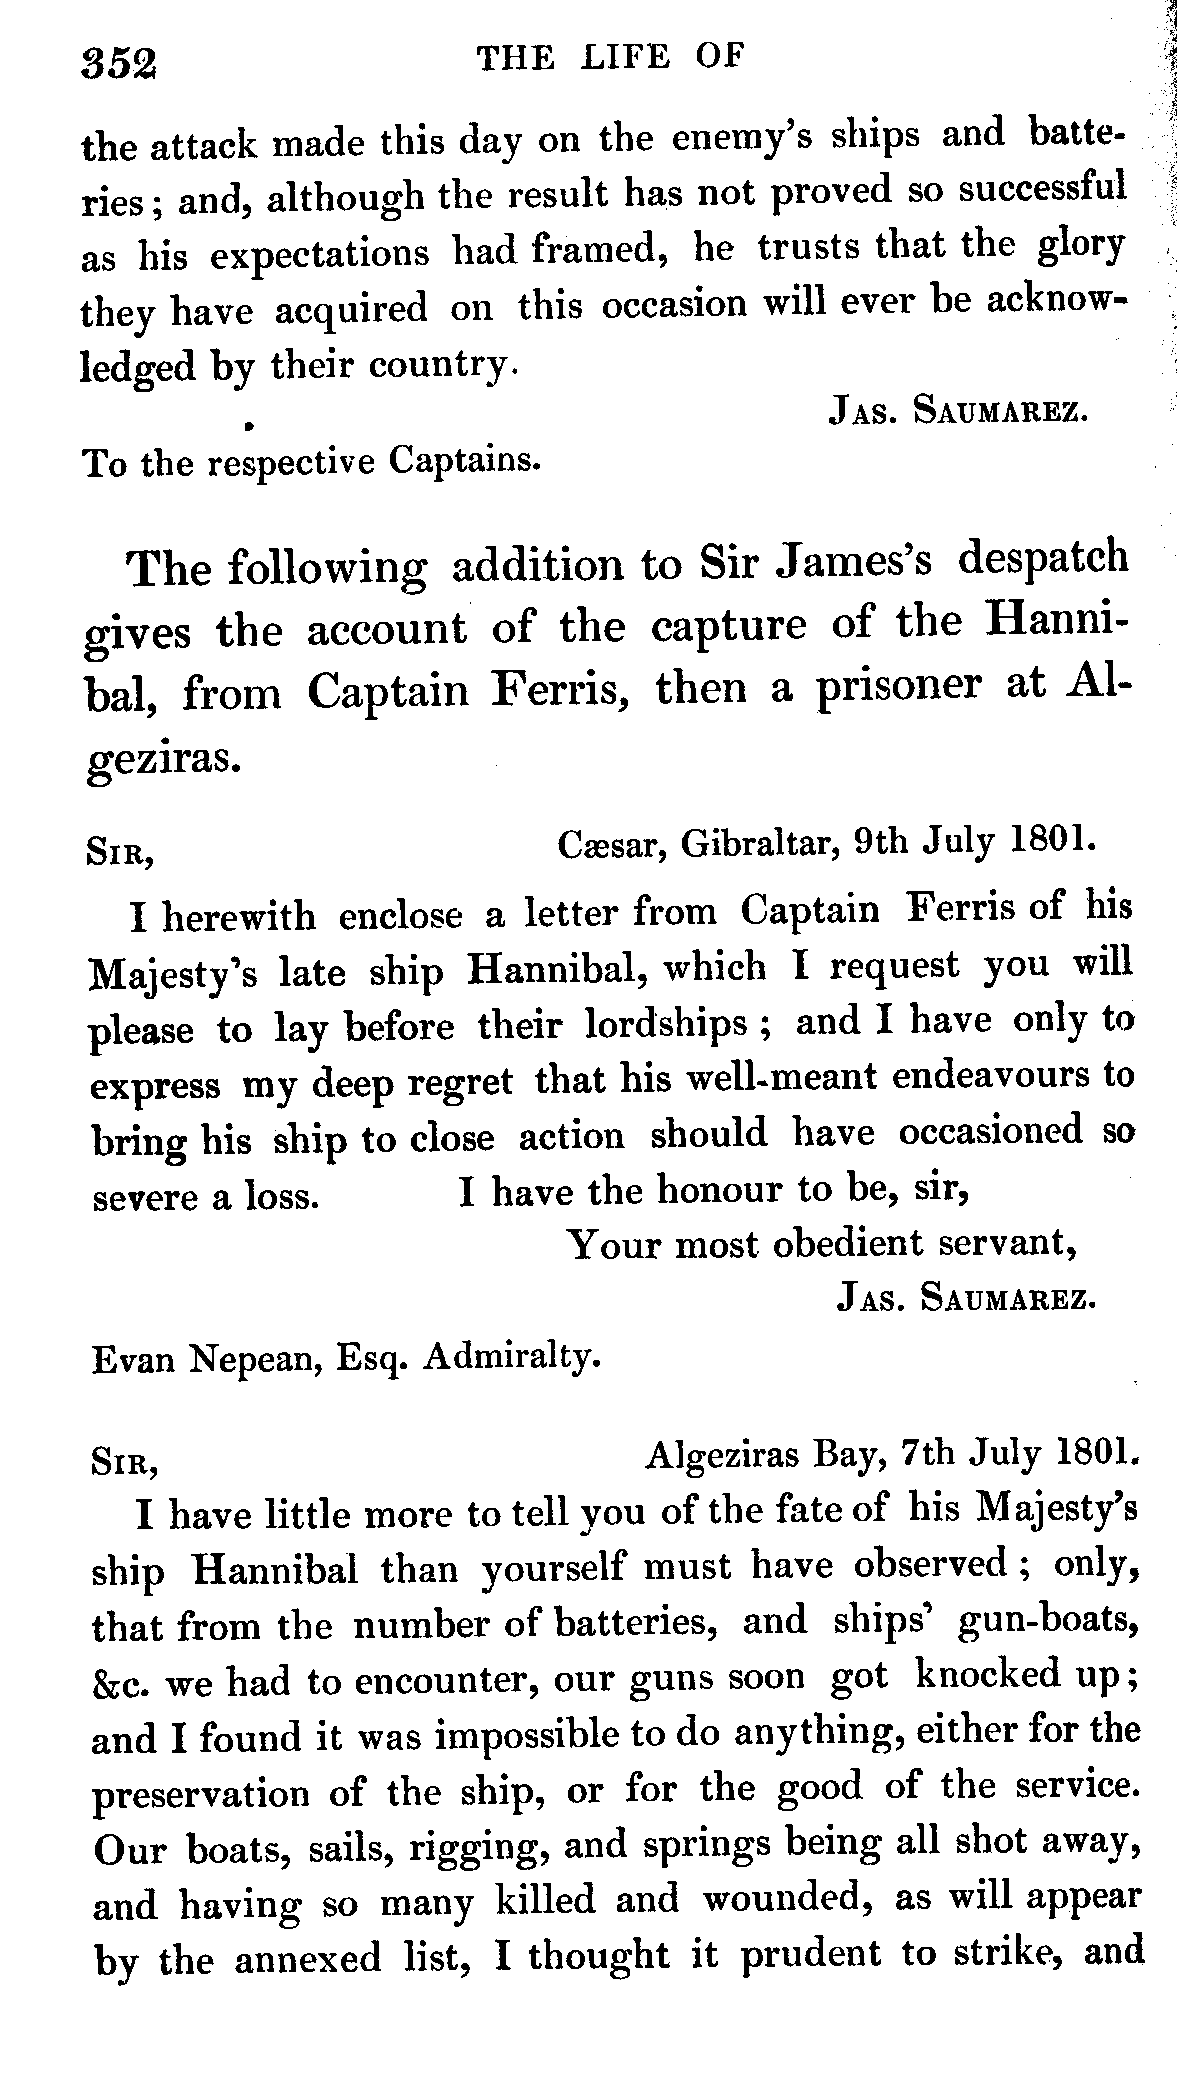 352 THE LIFE OF
the attack made this day on the enemy's ships and batte-
ries; and, although the result has not proved so successful
as his expectations had framed, he trusts that the glory
they have acquired on this occasion will ever be acknow-
ledged by their country.
JAS. SAUMAREZ.
To the respective Captains.
The following addition to Sir James's despatch
gives the account of the capture of the Hanni-
bal, from Captain Ferris, then a prisoner at Al-
geziras.
SIR, Cæsar, Gibraltar, 9th July 1801.
I herewith enclose a letter from Captain Ferris of his
Majesty's late ship Hannibal, which I request you will
please to lay before their lordships; and I have only to
express my deep regret that his well-meant endeavours to
bring his ship to close action should have occasioned so
severe a loss. I have the honour to be, sir,
Your most obedient servant,
JAS. SAUMAREZ.
Evan Nepean, Esq. Admiralty.
SIR, Algeziras Bay, 7th July 1801.
I have little more to tell you of the fate of his Majesty's
ship Hannibal than yourself must have observed; only,
that from the number of batteries, and ships' gun-boats,
&c. we had to encounter, our guns soon got knocked up;
and I found it was impossible to do anything, either for the
preservation of the ship, or for the good of the service.
Our boats, sails, rigging, and springs being all shot away,
and having so many killed and wounded, as will appear
by the annexed list, I thought it prudent to strike, and